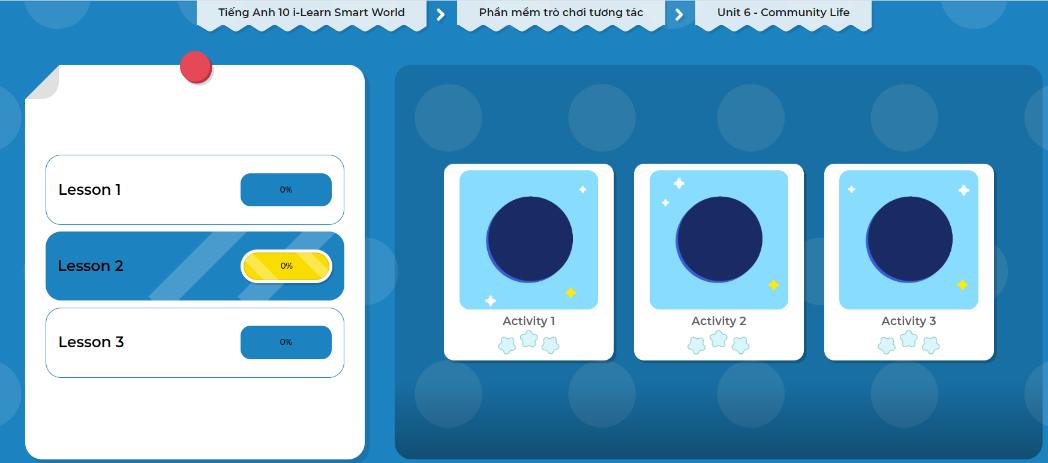 Tiếng Anh 10 i-Learn Smart World
Phần mềm trò chơi tương tác
Unit 6 - Community Life
Lesson 1
0%
Lesson 2
0%
Lesson 3
0%
Activity 1
Activity 2
Activity 3